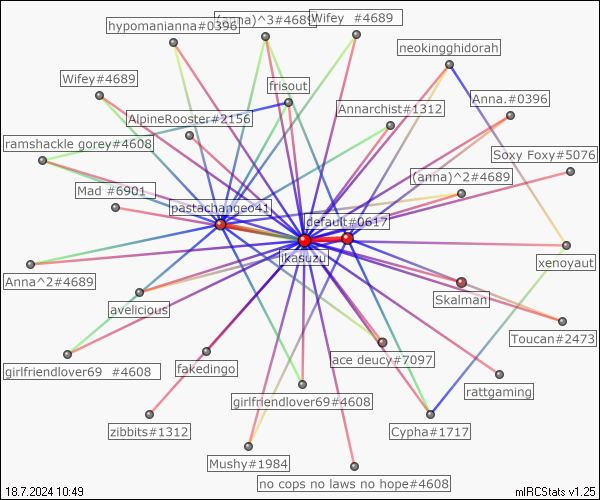 (anna)^3#4689
Wifey  #4689
hypomanianna#0396
neokingghidorah
Wifey#4689
frisout
Anna.#0396
Annarchist#1312
AlpineRooster#2156
ramshackle gorey#4608
Soxy Foxy#5076
(anna)^2#4689
Mad #6901
pastachangeo41
default#0617
ikasuzu
xenoyaut
Anna^2#4689
Skalman
avelicious
Toucan#2473
ace deucy#7097
girlfriendlover69  #4608
fakedingo
rattgaming
girlfriendlover69#4608
zibbits#1312
Cypha#1717
Mushy#1984
no cops no laws no hope#4608
18.7.2024 10:49
mIRCStats v1.25